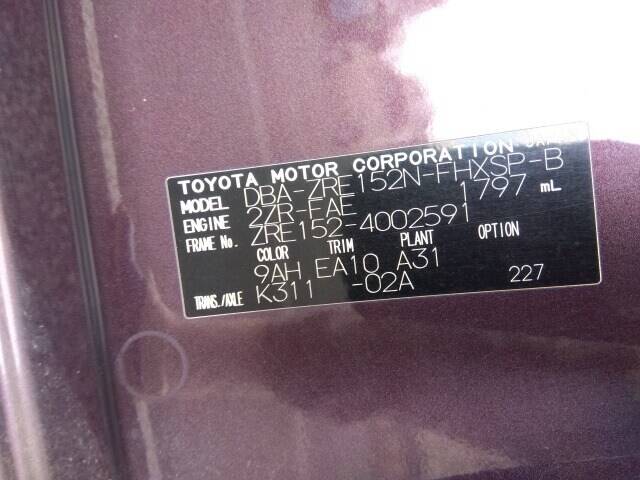 TOYOTA MOTOR CORPORATION
MODEL DBA-ZRE152N-FHXSP-B
ENGINE 2ZR-FAE 1797 mL
FRAME No. ZRE152-4002591
COLOR TRIM PLANT OPTION
9AH EA10 A31
TRANS./AXLE K311 -02A 227